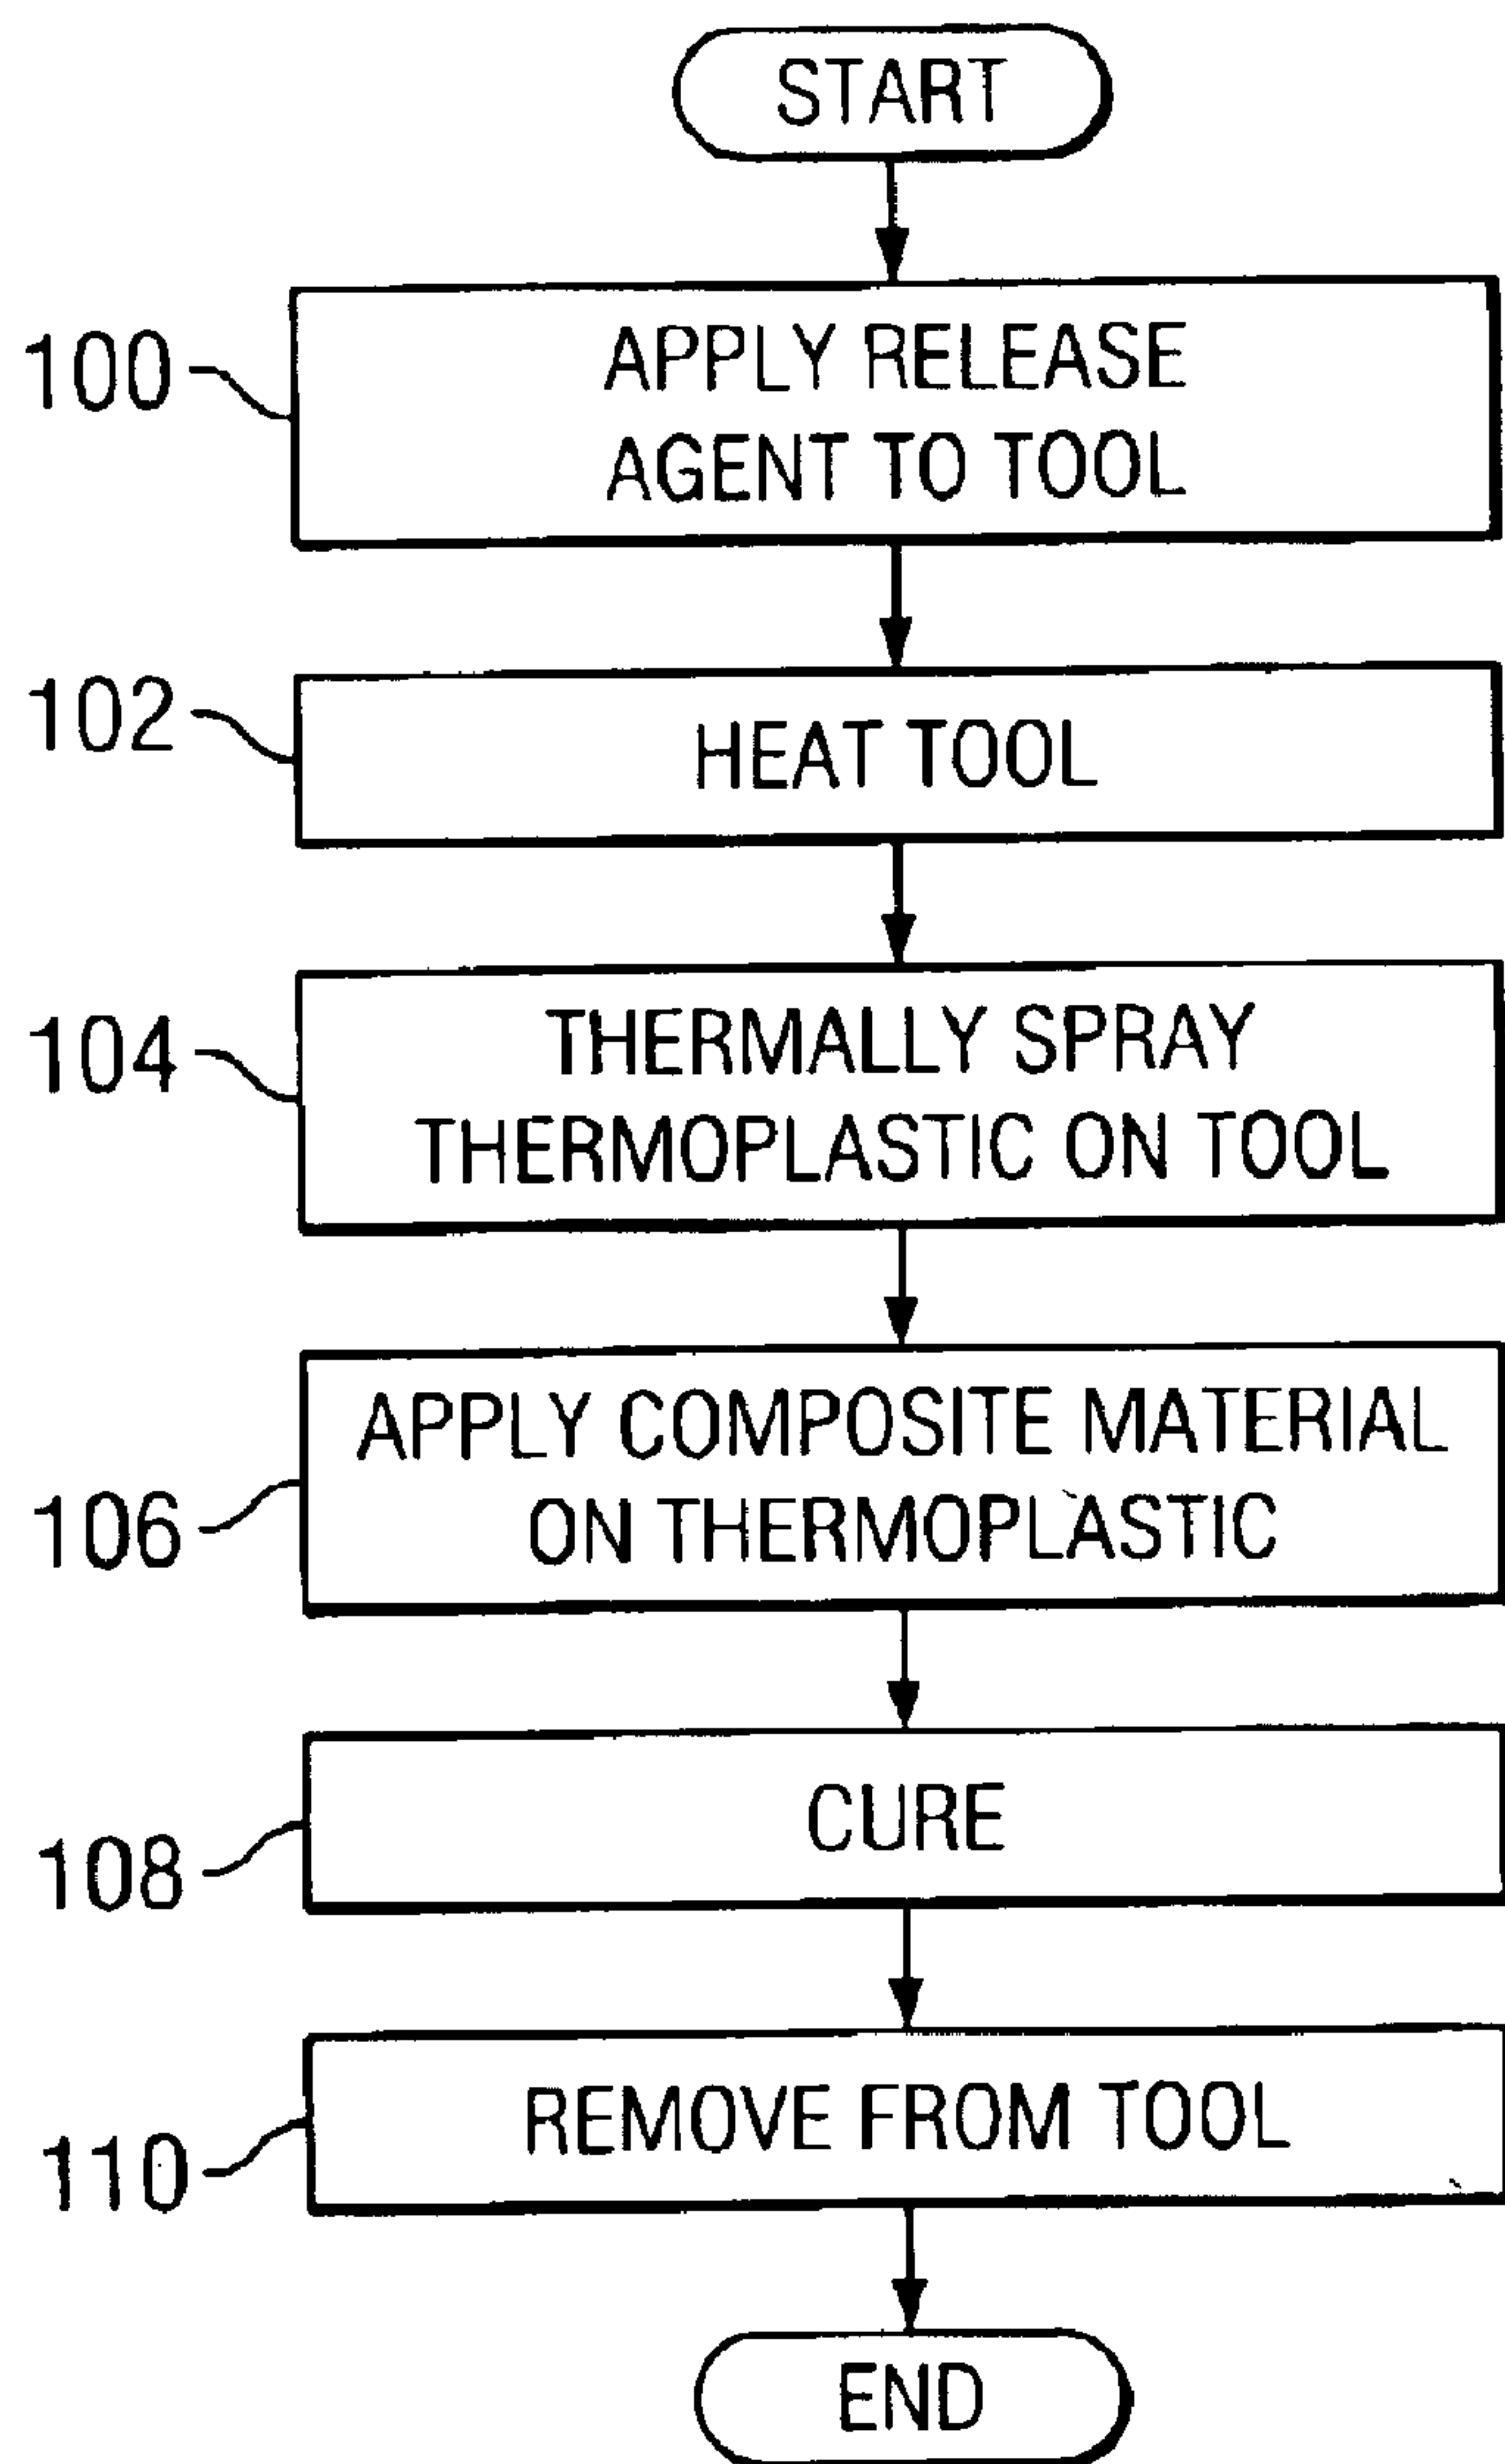 START
100
APPLY RELEASE
AGENT TO TOOL
102
HEAT TOOL
104
THERMALLY SPRAY
THERMOPLASTIC ON TOOL
106
APPLY COMPOSITE MATERIAL
ON THERMOPLASTIC
108
CURE
110
REMOVE FROM TOOL
END